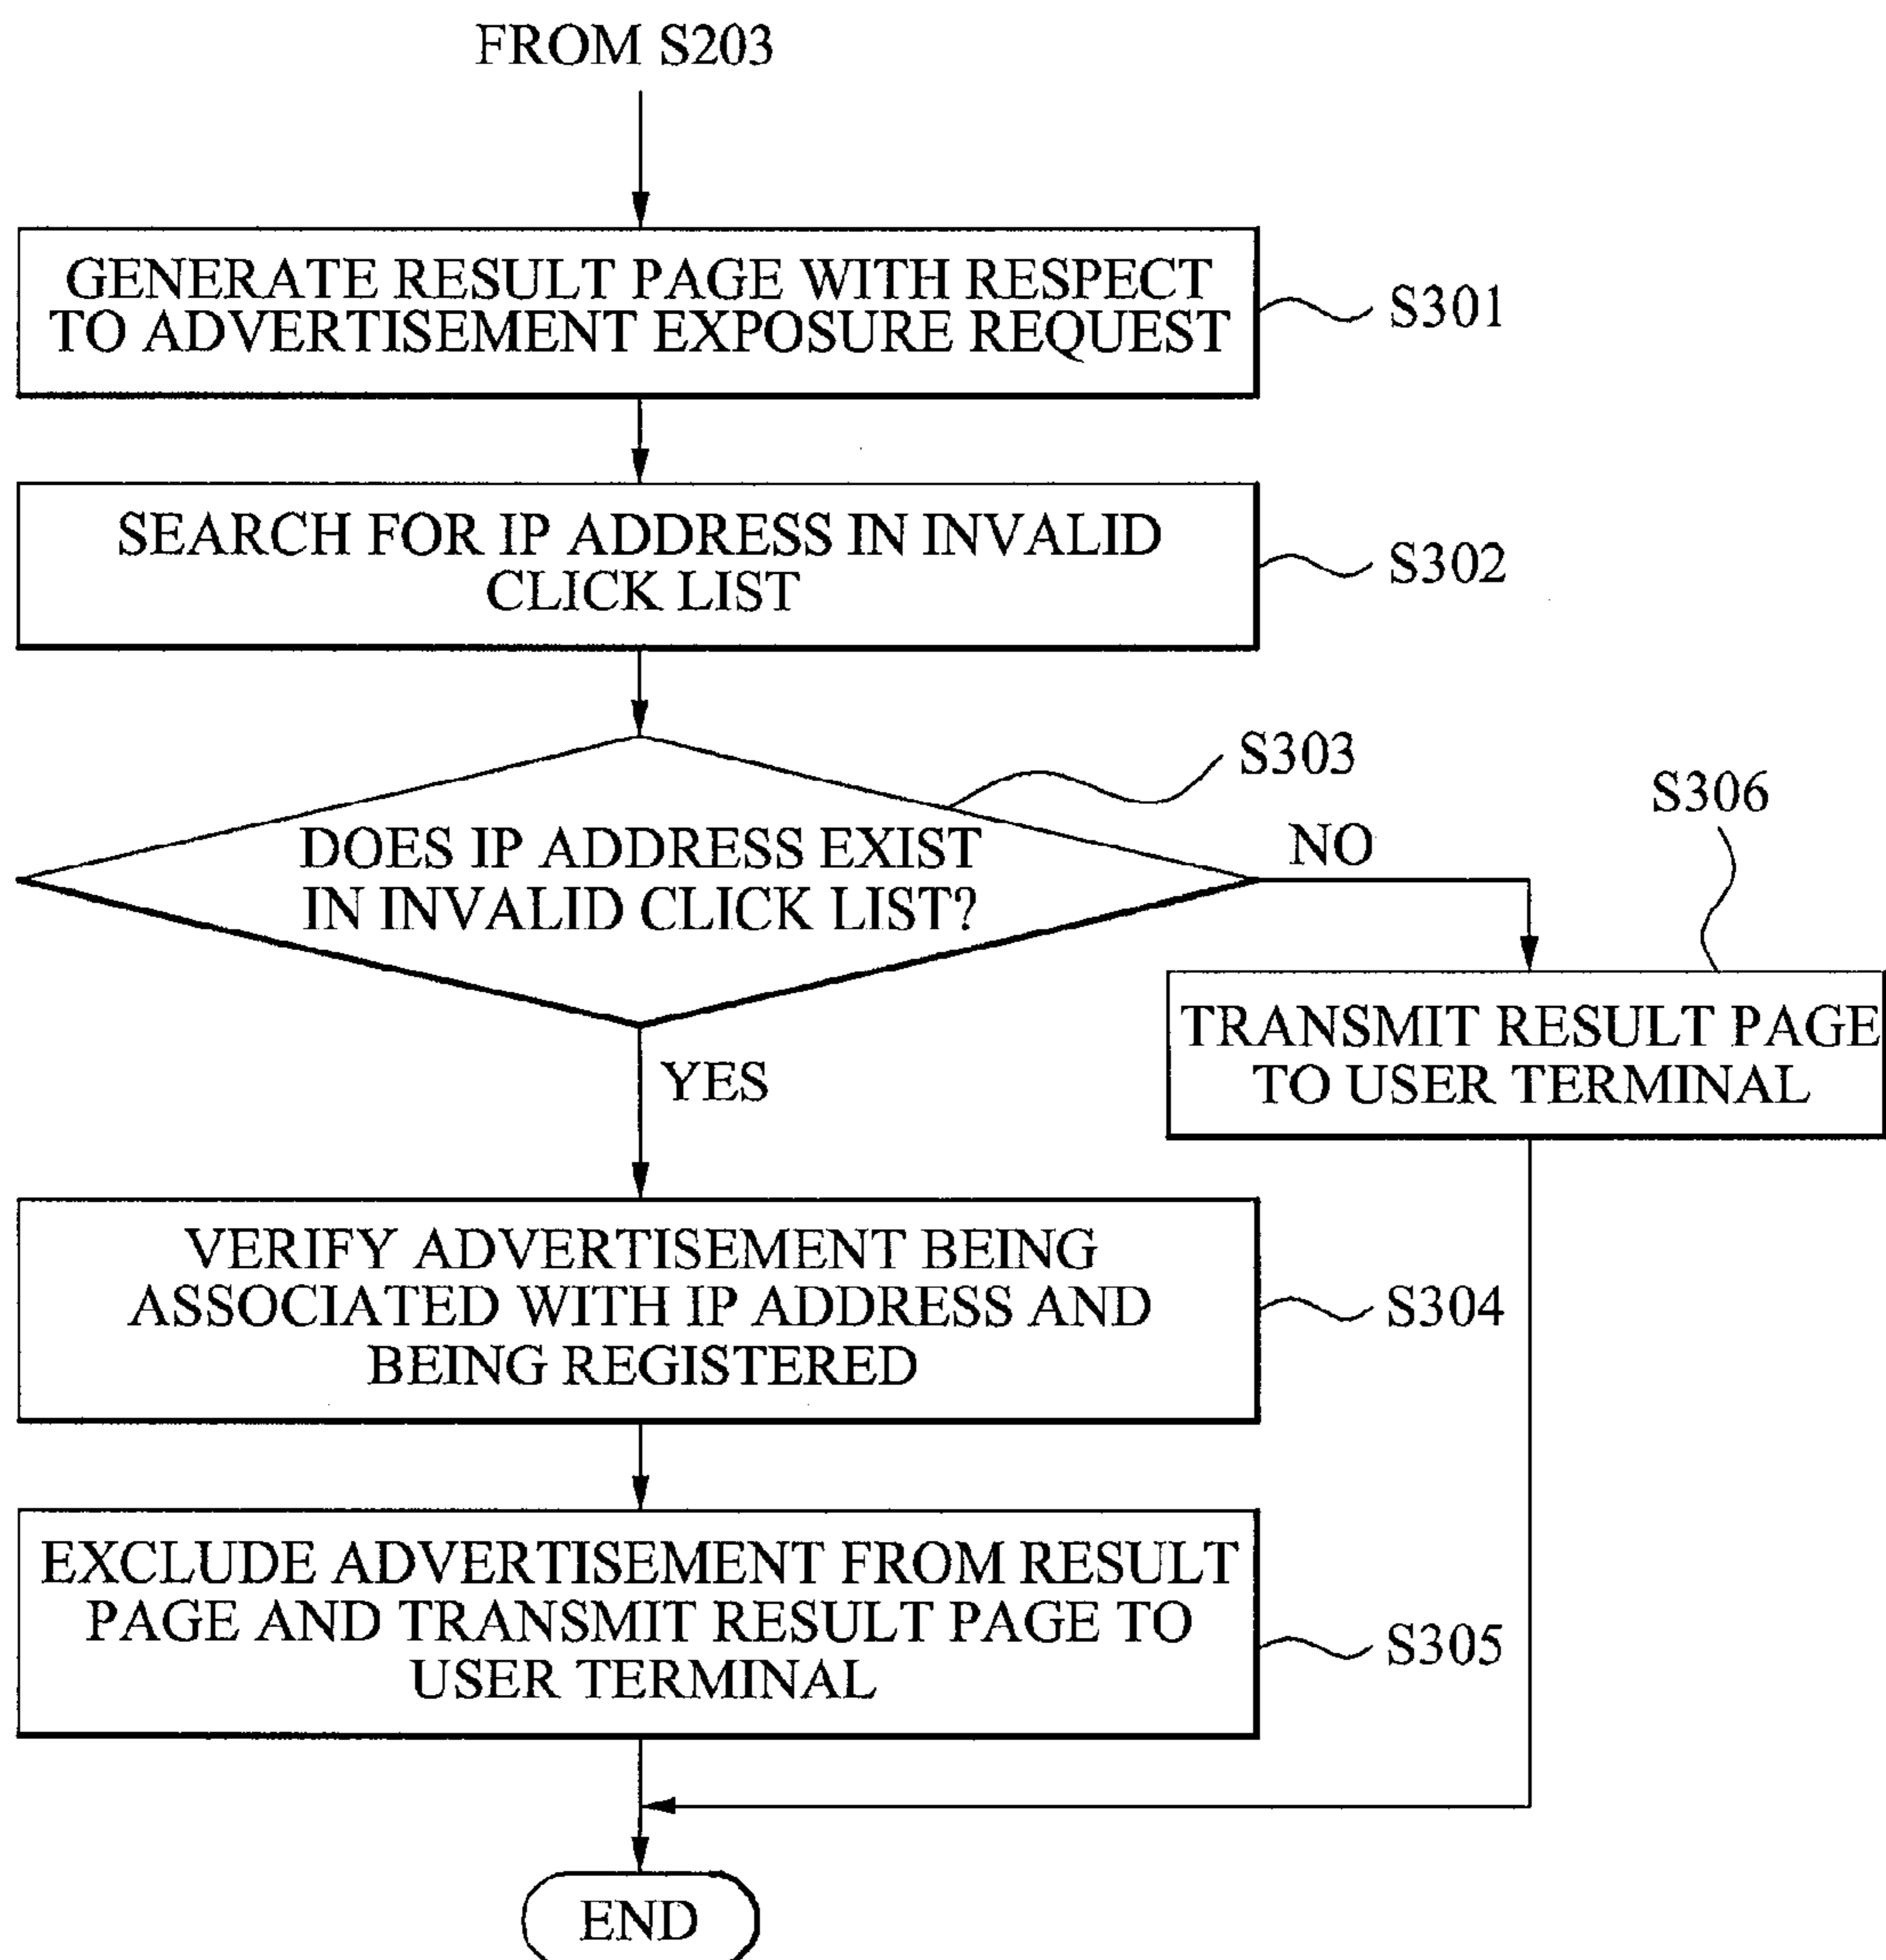 FROM S203
GENERATE RESULT PAGE WITH RESPECT
TO ADVERTISEMENT EXPOSURE REQUEST
S301
SEARCH FOR IP ADDRESS IN INVALID
CLICK LIST
S302
S303
DOES IP ADDRESS EXIST
IN INVALID CLICK LIST?
NO
S306
TRANSMIT RESULT PAGE
TO USER TERMINAL
YES
VERIFY ADVERTISEMENT BEING
ASSOCIATED WITH IP ADDRESS AND
BEING REGISTERED
S304
EXCLUDE ADVERTISEMENT FROM RESULT
PAGE AND TRANSMIT RESULT PAGE TO
USER TERMINAL
S305
END